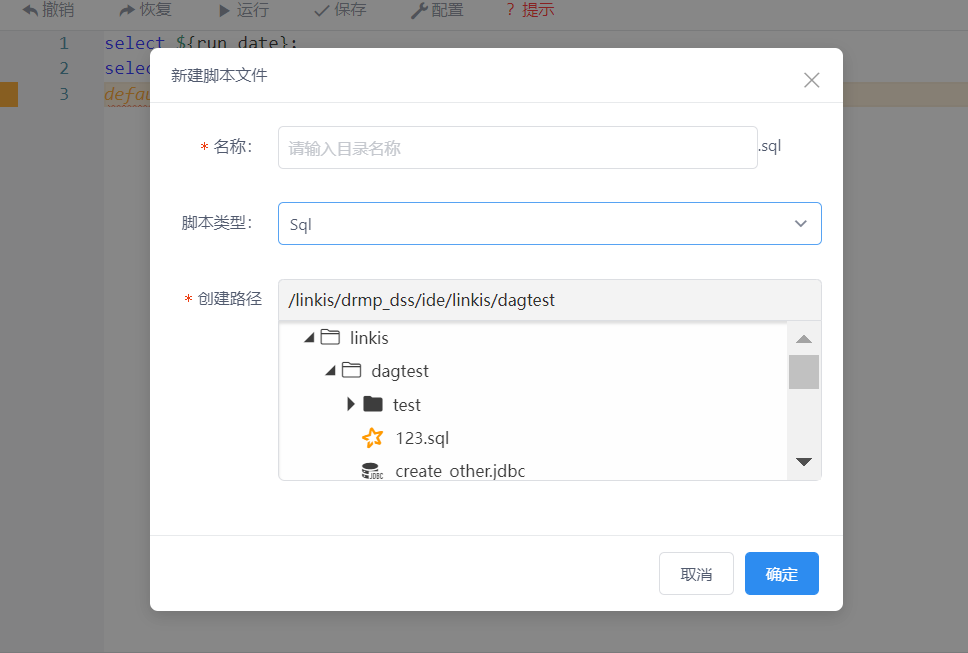 撤销 恢复 运行 保存 配置 ? 提示
1 select ${run_date};
2 selec
3 defau
新建脚本文件
* 名称： 请输入目录名称 .sql
脚本类型： Sql
* 创建路径 /linkis/drmp_dss/ide/linkis/dagtest
linkis
dagtest
test
123.sql
JDBC create_other.jdbc
取消 确定